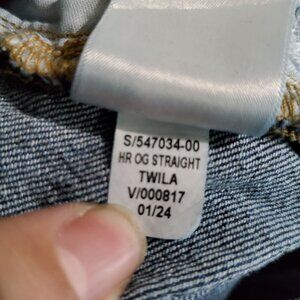 S/547034-00
HR OG STRAIGHT
TWILA
V/000817
01/24